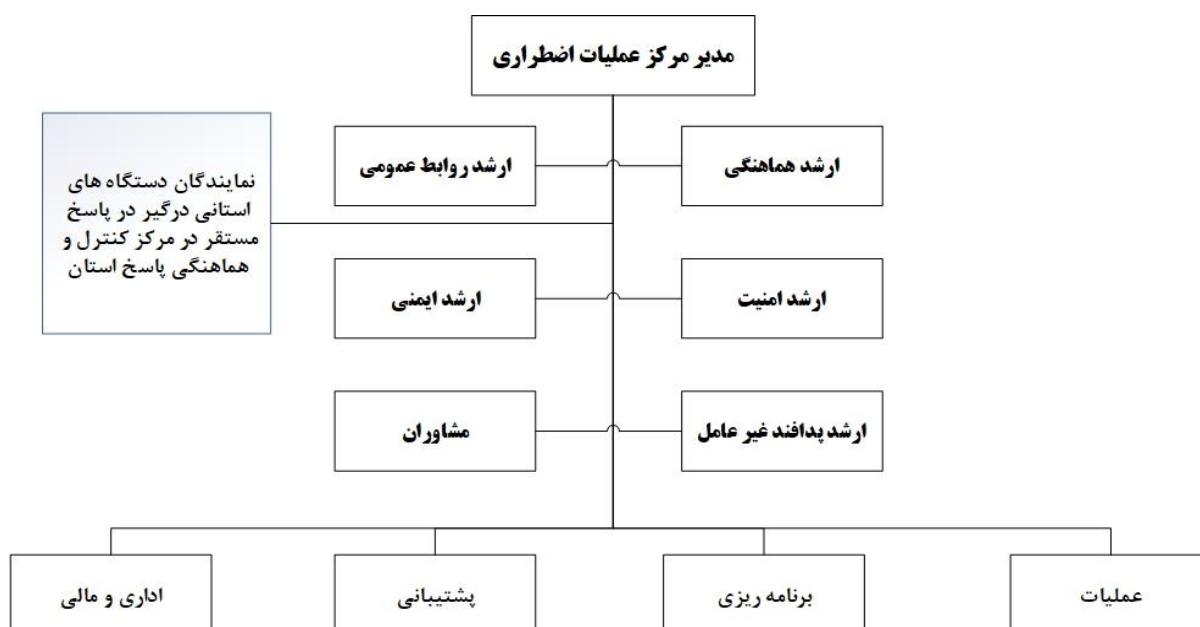 مدیر مرکز عملیات اضطراری
ارشد هماهنگی
ارشد روابط عمومی
نمایندگان دستگاه های
استانی درگیر در پاسخ
مستقر در مرکز کنترل و
هماهنگی پاسخ استان
ارشد امنیت
ارشد ایمنی
ارشد پدافند غیر عامل
مشاوران
عملیات
برنامه ریزی
پشتیبانی
اداری و مالی